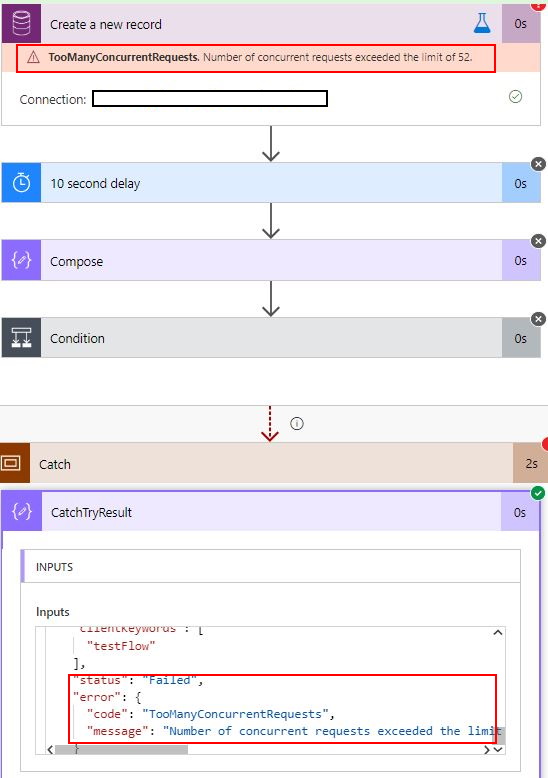 Create a new record
0s
TooManyConcurrentRequests. Number of concurrent requests exceeded the limit of 52.
Connection:
10 second delay
0s
Compose
0s
Condition
0s
Catch
2s
CatchTryResult
0s
INPUTS
Inputs
"clientKeywords": [
"testFlow"
],
"status": "Failed",
"error": {
"code": "TooManyConcurrentRequests",
"message": "Number of concurrent requests exceeded the limit
}